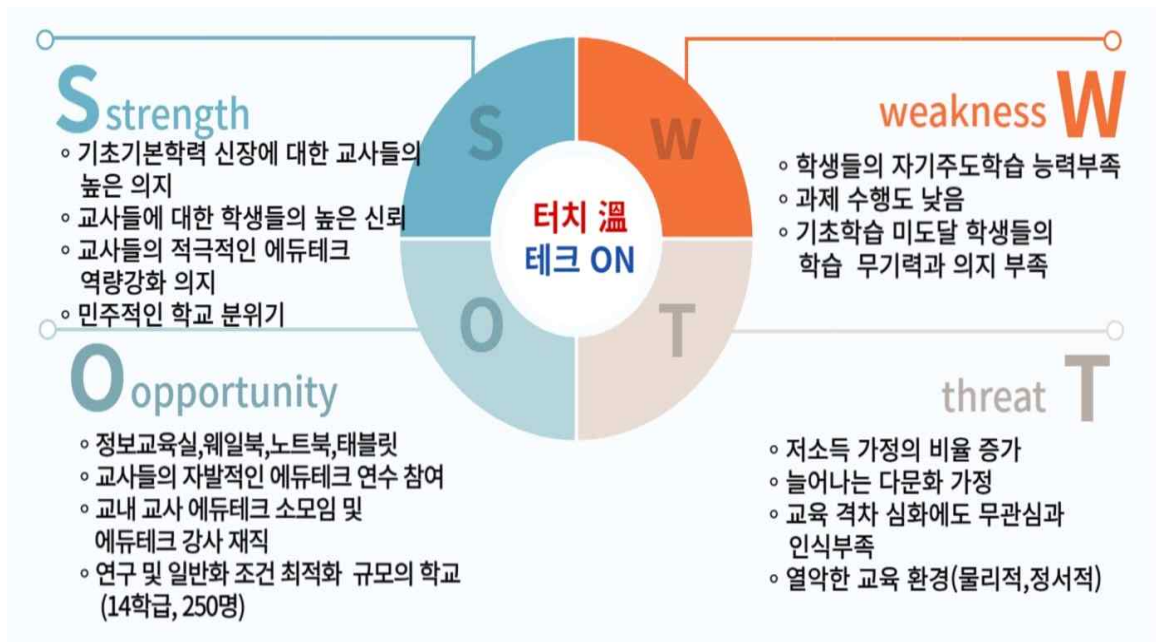 S strength
◦ 기초기본학력 신장에 대한 교사들의
높은 의지
◦ 교사들에 대한 학생들의 높은 신뢰
◦ 교사들의 적극적인 에듀테크
역량강화 의지
◦ 민주적인 학교 분위기
weakness W
◦ 학생들의 자기주도학습 능력부족
◦ 과제 수행도 낮음
◦ 기초학습 미도달 학생들의
학습 무기력과 의지 부족
S
W
터치 溫
테크 ON
O
T
O opportunity
◦ 정보교육실,웨일북,노트북,태블릿
◦ 교사들의 자발적인 에듀테크 연수 참여
◦ 교내 교사 에듀테크 소모임 및
에듀테크 강사 재직
◦ 연구 및 일반화 조건 최적화 규모의 학교
(14학급, 250명)
threat T
◦ 저소득 가정의 비율 증가
◦ 늘어나는 다문화 가정
◦ 교육 격차 심화에도 무관심과
인식부족
◦ 열악한 교육 환경(물리적,정서적)